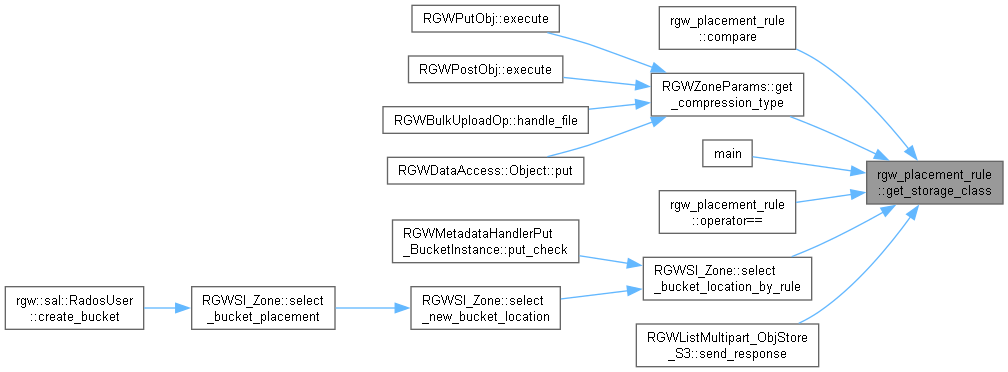 RGWPutObj::execute
rgw_placement_rule
::compare
RGWPostObj::execute
RGWZoneParams::get
_compression_type
RGWBulkUploadOp::handle_file
main
RGWDataAccess::Object::put
rgw_placement_rule
::get_storage_class
rgw_placement_rule
::operator==
RGWMetadataHandlerPut
_BucketInstance::put_check
RGWSI_Zone::select
_bucket_location_by_rule
rgw::sal::RadosUser
::create_bucket
RGWSI_Zone::select
_bucket_placement
RGWSI_Zone::select
_new_bucket_location
RGWListMultipart_ObjStore
_S3::send_response